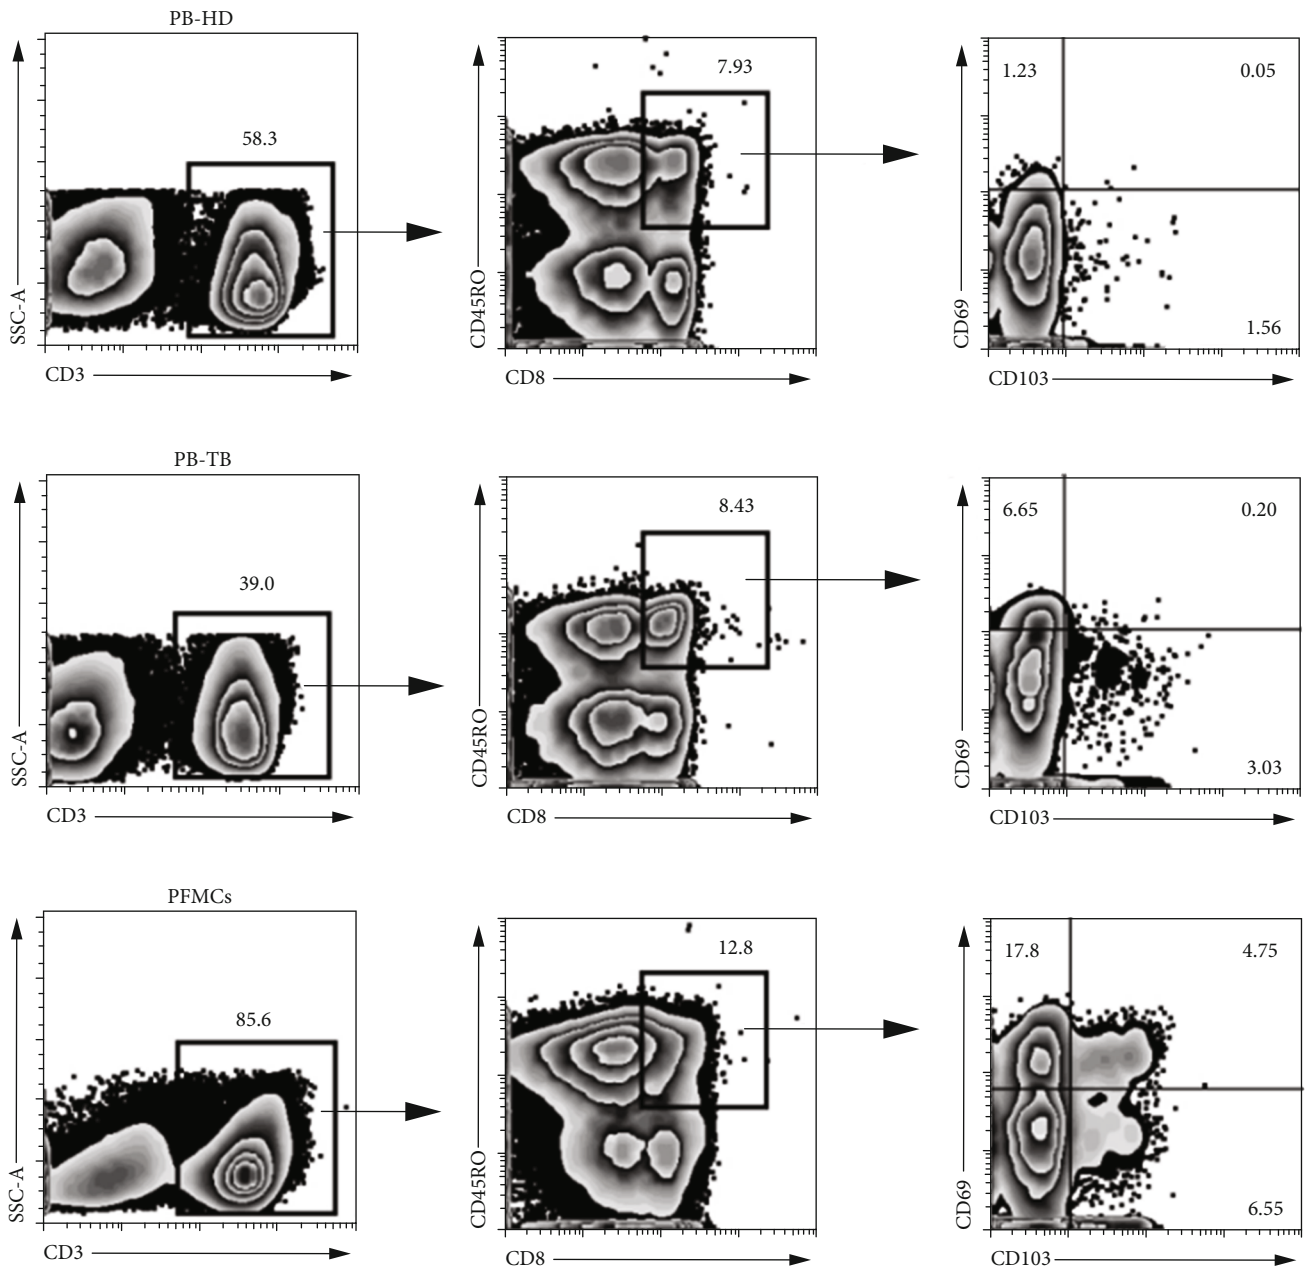 PB-HD
SSC-A
58.3
CD3
CD45RO
7.93
CD8
CD69
1.23
0.05
1.56
CD103
PB-TB
SSC-A
39.0
CD3
CD45RO
8.43
CD8
CD69
6.65
0.20
3.03
CD103
PFMCs
SSC-A
85.6
CD3
CD45RO
12.8
CD8
CD69
17.8
4.75
6.55
CD103